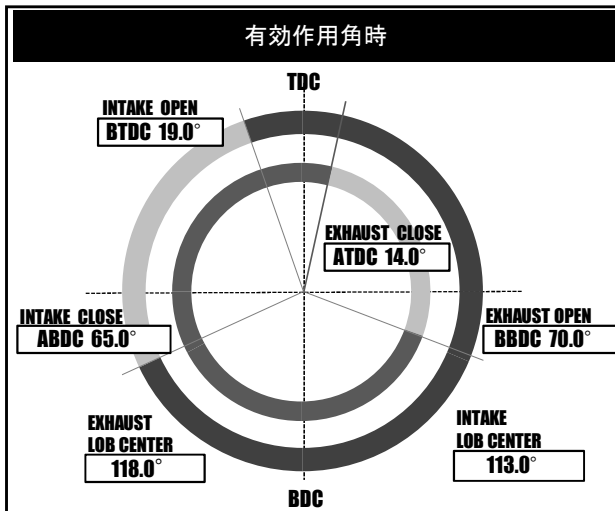 有効作用角時
TDC
INTAKE OPEN
BTDC 19.0°
EXHAUST CLOSE
ATDC 14.0°
INTAKE CLOSE
ABDC 65.0°
EXHAUST OPEN
BBDC 70.0°
EXHAUST
LOB CENTER
118.0°
INTAKE
LOB CENTER
113.0°
BDC